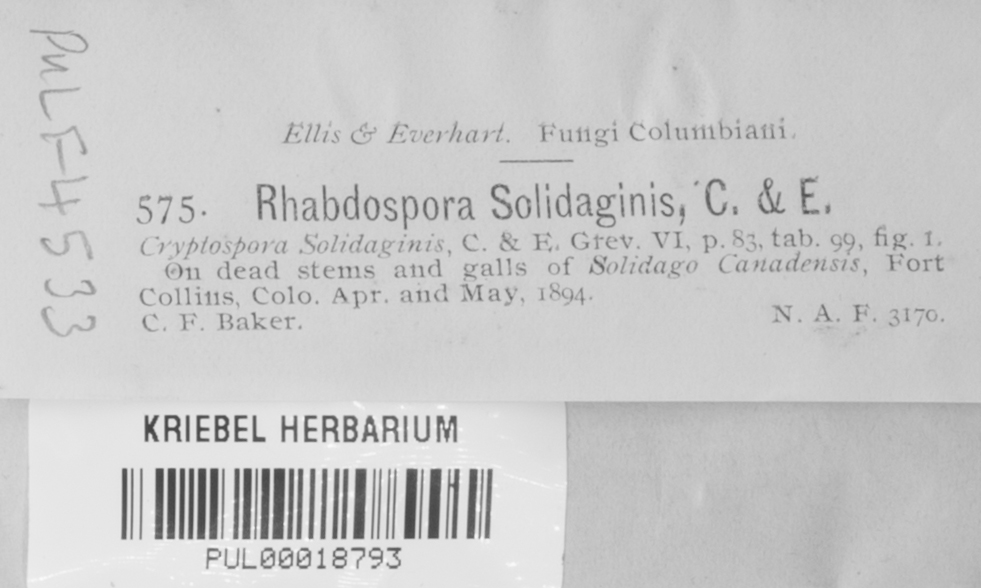 PUL F-4533
Ellis & Everhart. Fungi Columbiani.
575. Rhabdospora Solidaginis, C. & E.
Cryptospora Solidaginis, C. & E. Grev. VI, p. 83, tab. 99, fig. 1.
On dead stems and galls of Solidago Canadensis, Fort
Collins, Colo. Apr. and May, 1894.
C. F. Baker. N. A. F. 3170.
KRIEBEL HERBARIUM
PUL00018793